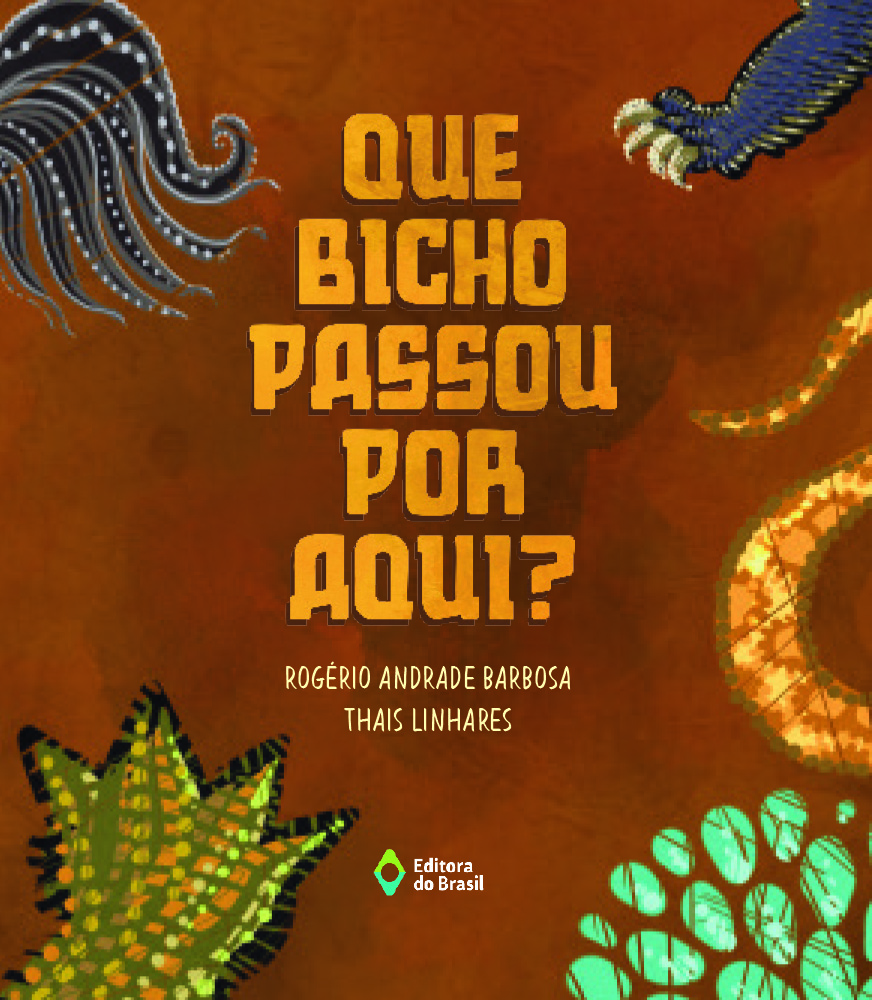 QUE
BICHO
PASSOU
POR
AQUI?
ROGÉRIO ANDRADE BARBOSA
THAIS LINHARES
Editora
do Brasil